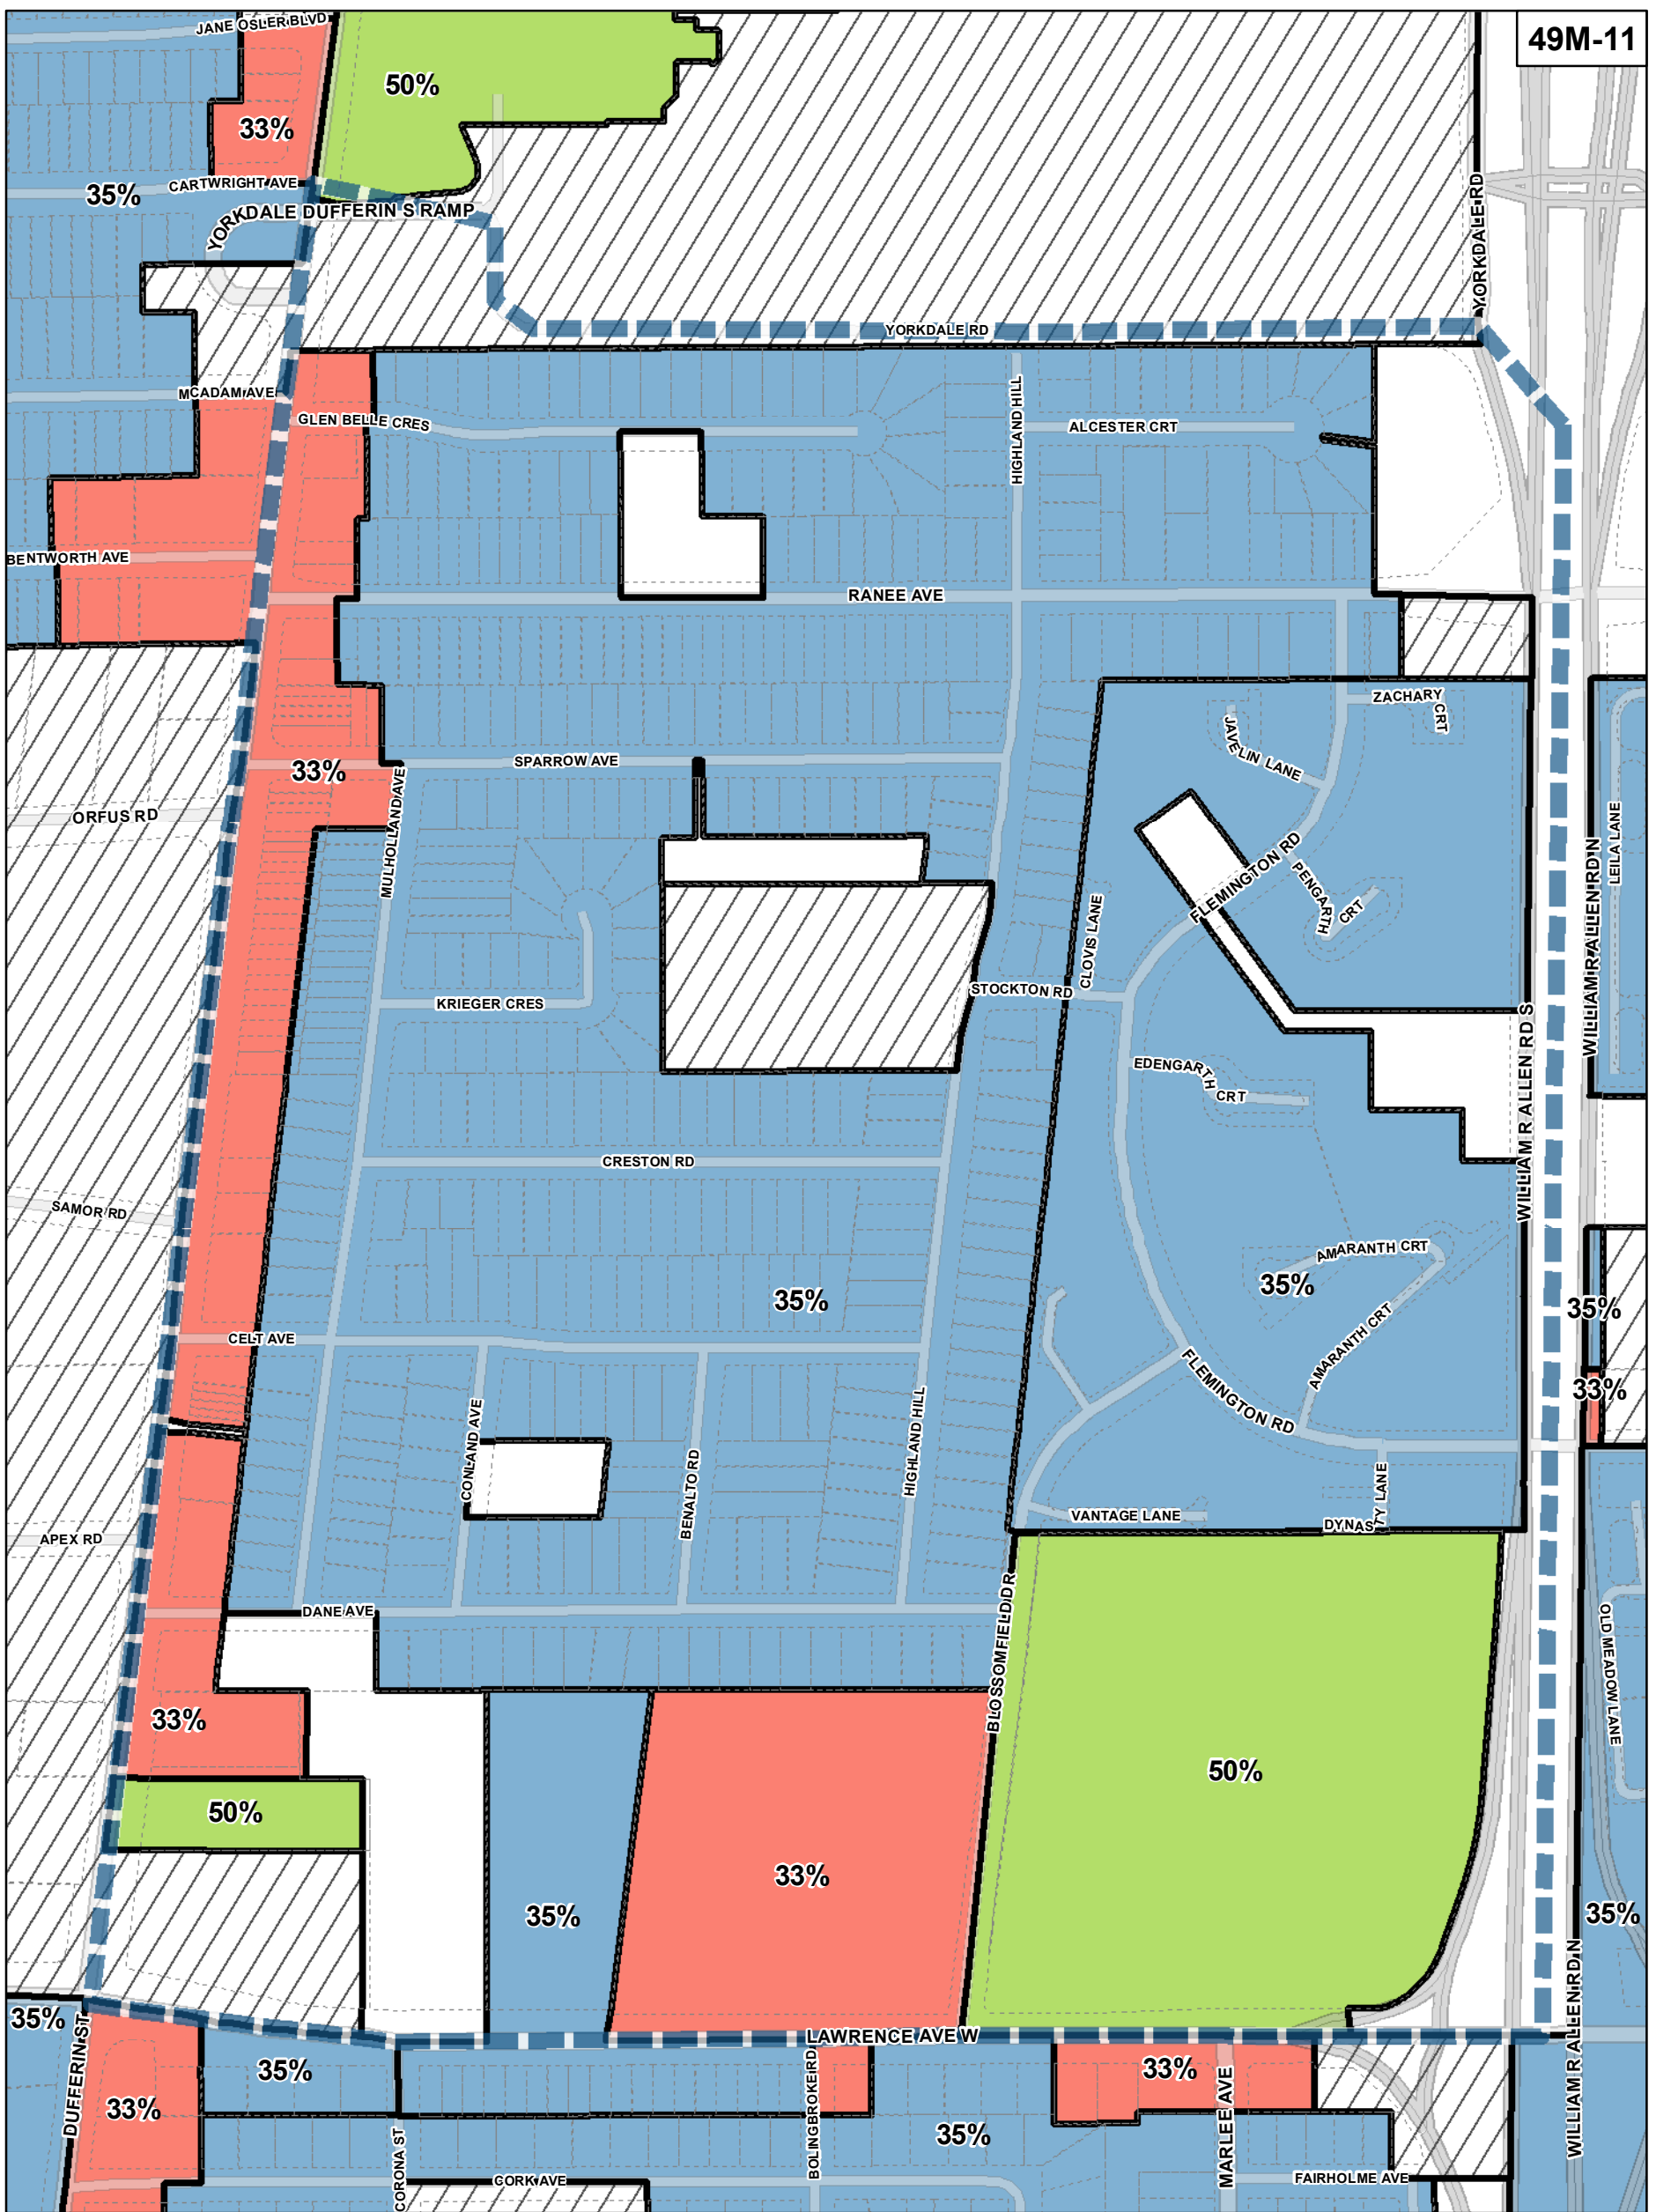 JANE OSLER BLVD
49M-11
50%
33%
CARTWRIGHT AVE
35%
YORKDALE DUFFERIN S RAMP
YORKDALE RD
YORKDALE RD
MCADAM AVE
GLEN BELLE CRES
HIGHLAND HILL
ALCESTER CRT
BENTWORTH AVE
RANEE AVE
ZACHARY CRT
JAVELIN LANE
SPARROW AVE
33%
MULHOLLAND AVE
ORFUS RD
LEILA LANE
FLEMINGTON RD
PENGARTH CRT
CLOVIS LANE
WILLIAM R ALLEN RD N
STOCKTON RD
KRIEGER CRES
EDENGARTH CRT
WILLIAM R ALLEN RD S
CRESTON RD
SAMOR RD
AMARANTH CRT
35%
35%
35%
CELT AVE
AMARANTH CRT
FLEMINGTON RD
33%
CONLAND AVE
BENALTO RD
HIGHLAND HILL
VANTAGE LANE
DYNASTY LANE
APEX RD
DANE AVE
BLOSSOMFIELD DR
OLD MEADOW LANE
33%
50%
50%
33%
35%
35%
WILLIAM R ALLEN RD N
35%
DUFFERIN ST
LAWRENCE AVE W
35%
33%
33%
BOLINGBROKE RD
35%
MARLEE AVE
CORONA ST
CORK AVE
FAIRHOLME AVE